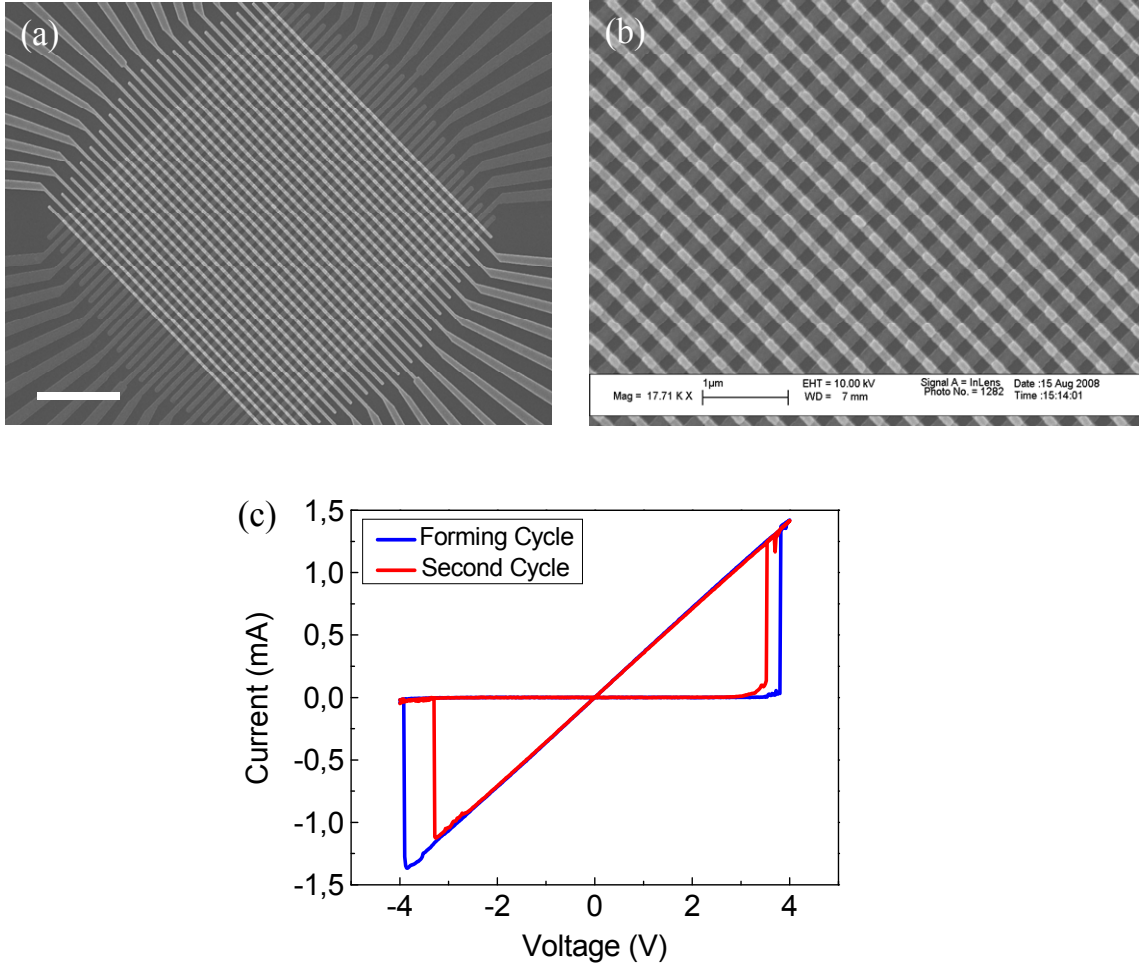 (a)
(b)
1µm
Mag = 17.71 K X
EHT = 10.00 kV
WD = 7 mm
Signal A = InLens
Photo No. = 1282
Date :15 Aug 2008
Time :15:14:01
(c)
Forming Cycle
Second Cycle
1,5
1,0
0,5
0,0
-0,5
-1,0
-1,5
Current (mA)
-4 -2 0 2 4
Voltage (V)